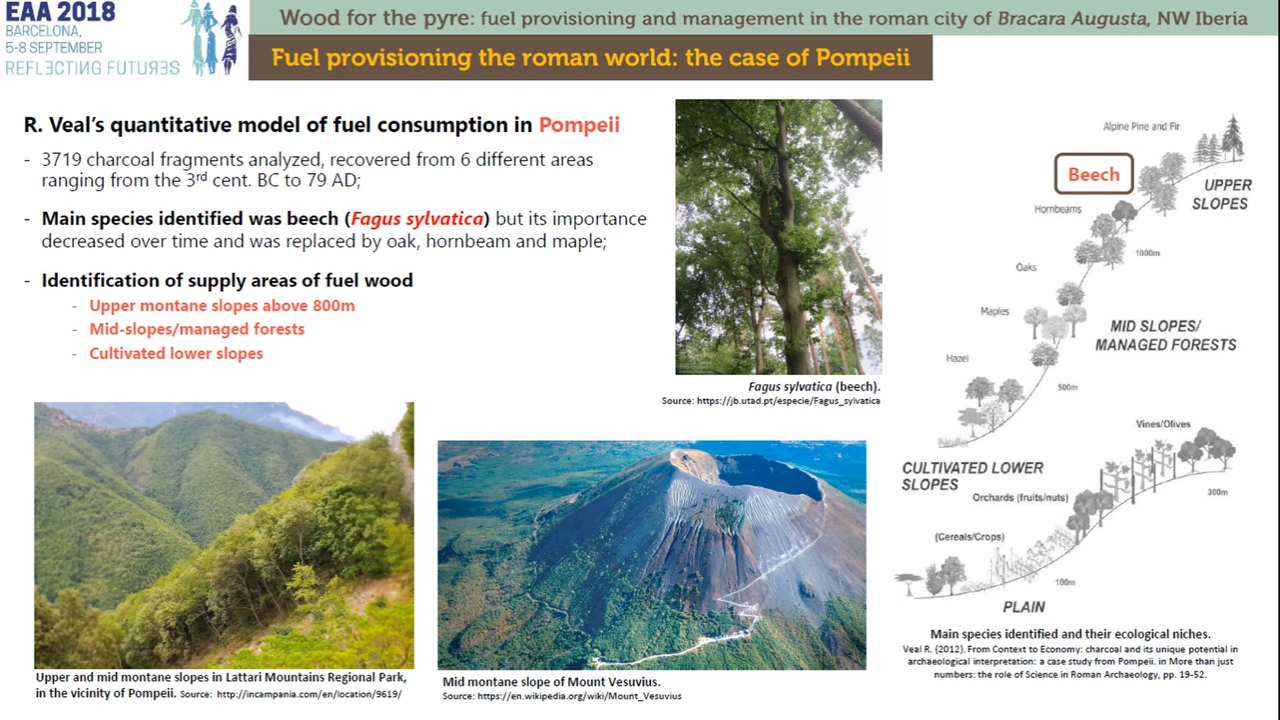 EAA 2018
BARCELONA,
5-8 SEPTEMBER
REFLECTING FUTURES
Wood for the pyre: fuel provisioning and management in the roman city of Bracara Augusta, NW Iberia
Fuel provisioning the roman world: the case of Pompeii
R. Veal's quantitative model of fuel consumption in Pompeii
- 3719 charcoal fragments analyzed, recovered from 6 different areas
ranging from the 3rd cent. BC to 79 AD;
- Main species identified was beech (Fagus sylvatica) but its importance
decreased over time and was replaced by oak, hornbeam and maple;
- Identification of supply areas of fuel wood
- Upper montane slopes above 800m
- Mid-slopes/managed forests
- Cultivated lower slopes
Fagus sylvatica (beech).
Source: https://jb.utad.pt/especie/Fagus_sylvatica
Upper and mid montane slopes in Lattari Mountains Regional Park,
in the vicinity of Pompeii. Source: http://incampania.com/en/location/9619/
Mid montane slope of Mount Vesuvius.
Source: https://en.wikipedia.org/wiki/Mount_Vesuvius
Alpine Pine and Fir
Beech
UPPER
SLOPES
Hornbeams
1000m
Oaks
Maples
MID SLOPES/
MANAGED FORESTS
Hazel
500m
Vines/Olives
CULTIVATED LOWER
SLOPES
Orchards (fruits/nuts)
300m
(Cereals/Crops)
100m
PLAIN
Main species identified and their ecological niches.
Veal R. (2012). From Context to Economy: charcoal and its unique potential in
archaeological interpretation: a case study from Pompeii. in More than just
numbers: the role of Science in Roman Archaeology, pp. 19-52.